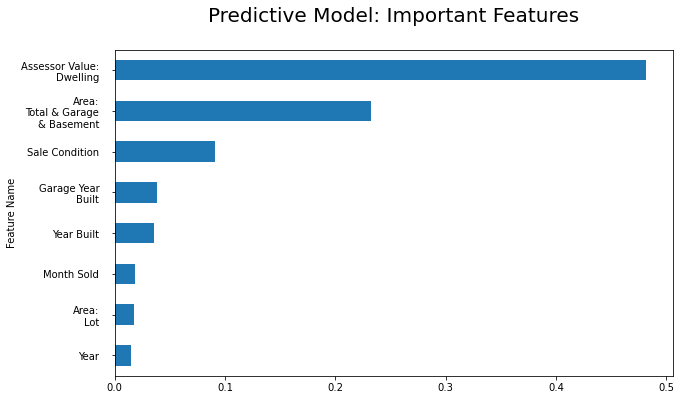 Predictive Model: Important Features
Assessor Value:
Dwelling
Area:
Total & Garage
& Basement
Sale Condition
Garage Year
Built
Year Built
Month Sold
Area:
Lot
Year
Feature Name
0.0 0.1 0.2 0.3 0.4 0.5